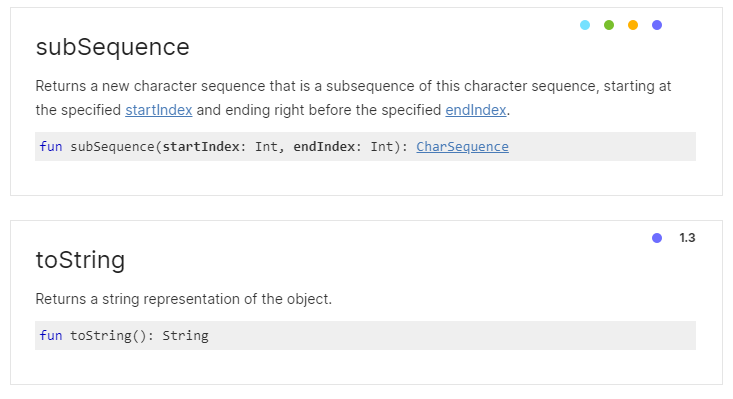 subSequence
Returns a new character sequence that is a subsequence of this character sequence, starting at
the specified startIndex and ending right before the specified endIndex.
fun subSequence(startIndex: Int, endIndex: Int): CharSequence
1.3
toString
Returns a string representation of the object.
fun toString(): String